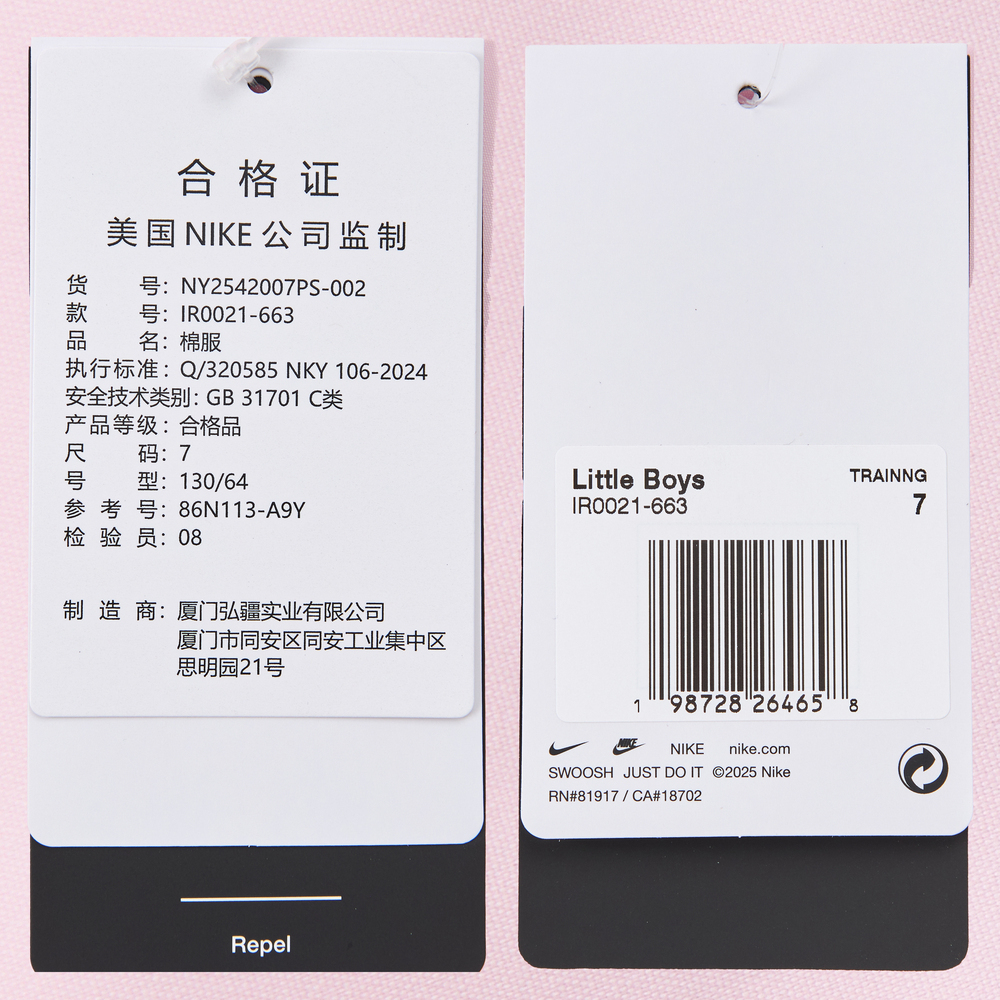 合格证
美国NIKE公司监制
货号: NY2542007PS-002
款号: IR0021-663
品名: 棉服
执行标准: Q/320585 NKY 106-2024
安全技术类别: GB 31701 C类
产品等级: 合格品
尺码: 7
号型: 130/64
参考号: 86N113-A9Y
检验员: 08
制造商: 厦门弘疆实业有限公司
厦门市同安区同安工业集中区
思明园21号
Repel
Little Boys TRAINNG
IR0021-663 7
1 98728 26465 8
NIKE NIKE nike.com
SWOOSH JUST DO IT ©2025 Nike
RN#81917 / CA#18702